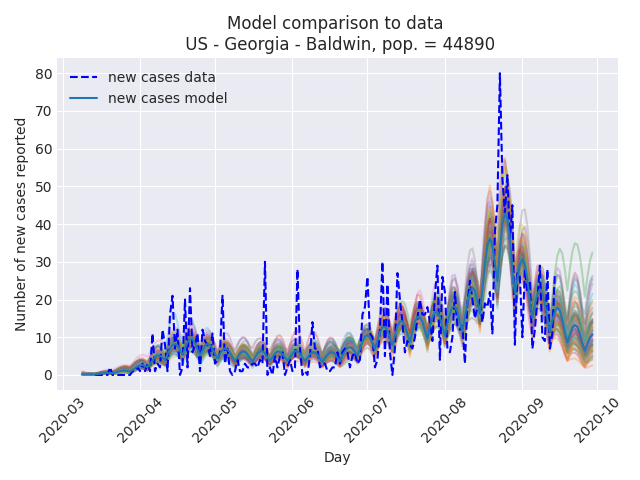 Model comparison to data
US - Georgia - Baldwin, pop. = 44890
new cases data
new cases model
Number of new cases reported
80
70
60
50
40
30
20
10
0
2020-03
2020-04
2020-05
2020-06
2020-07
2020-08
2020-09
2020-10
Day